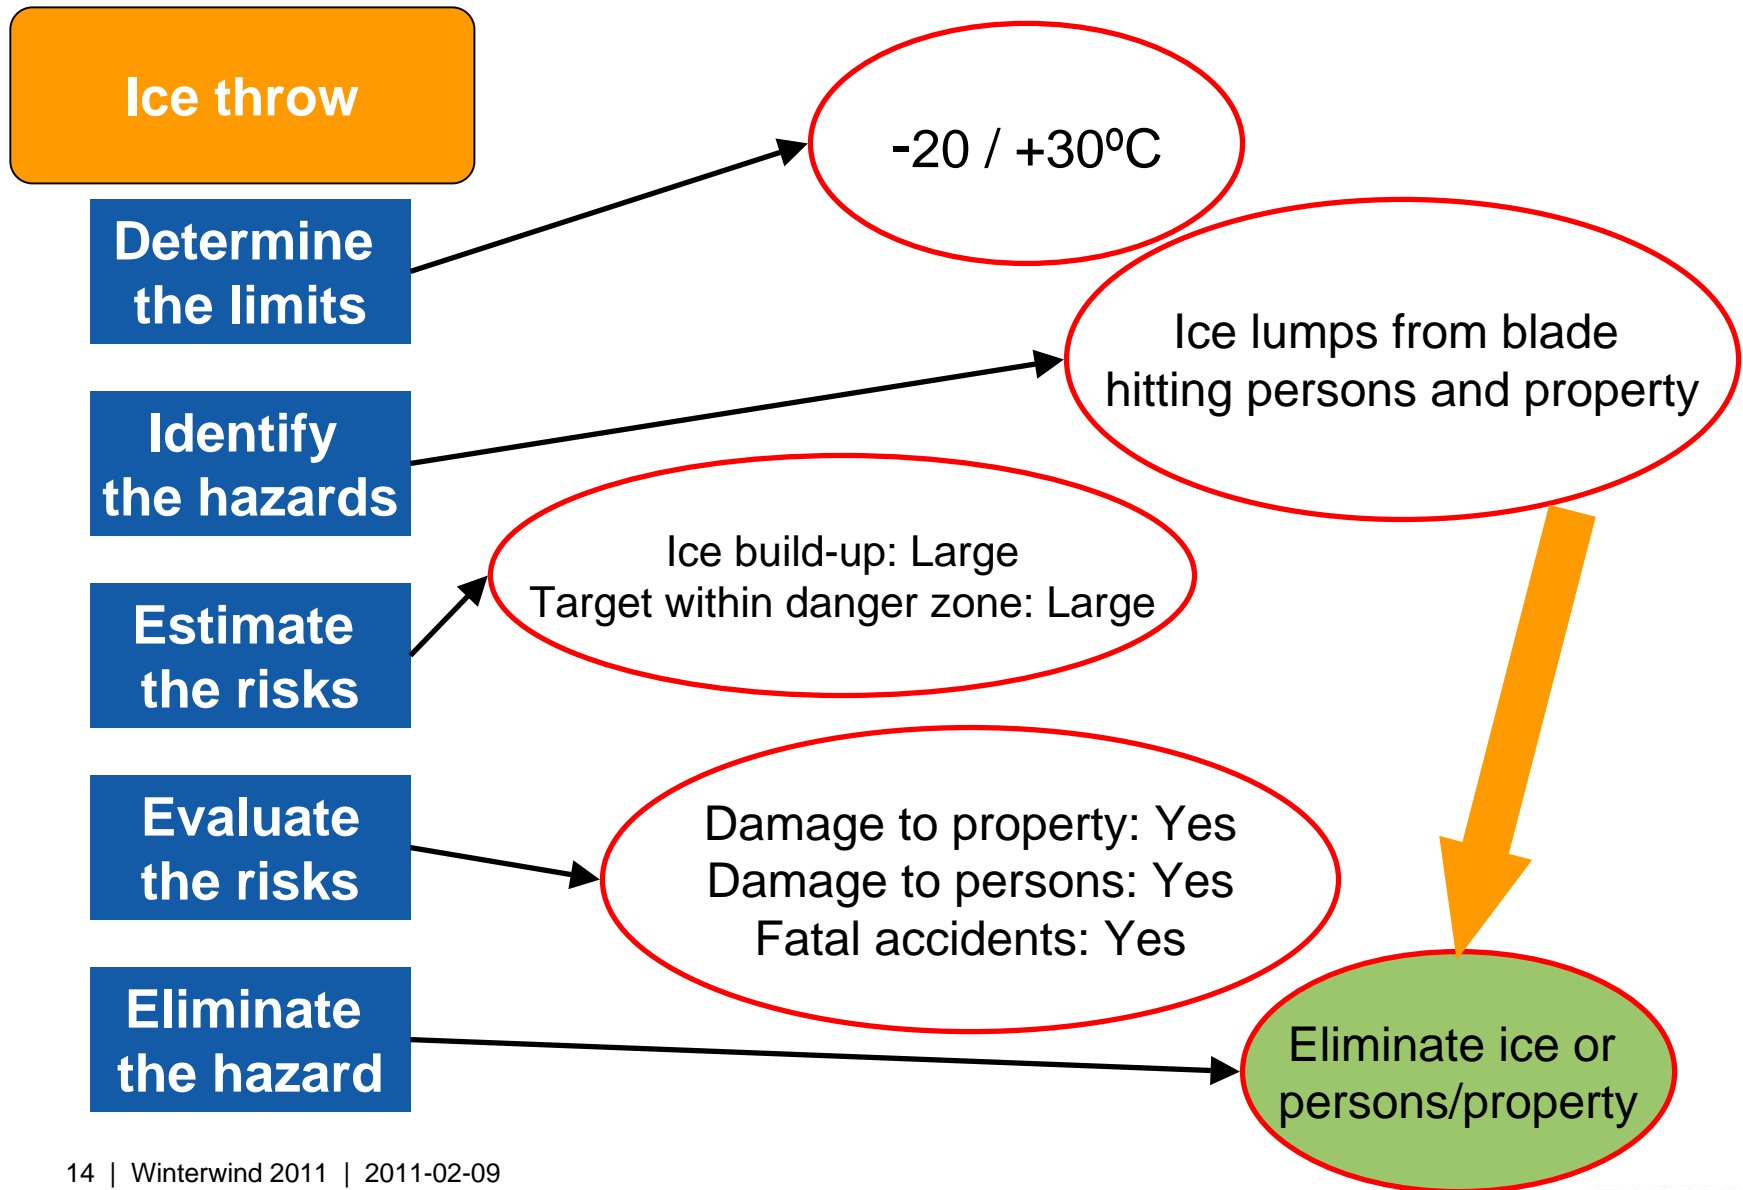 Ice throw
-20 / +30ºC
Determine
the limits
Ice lumps from blade
hitting persons and property
Identify
the hazards
Ice build-up: Large
Target within danger zone: Large
Estimate
the risks
Evaluate
the risks
Damage to property: Yes
Damage to persons: Yes
Fatal accidents: Yes
Eliminate
the hazard
Eliminate ice or
persons/property
14 | Winterwind 2011 | 2011-02-09